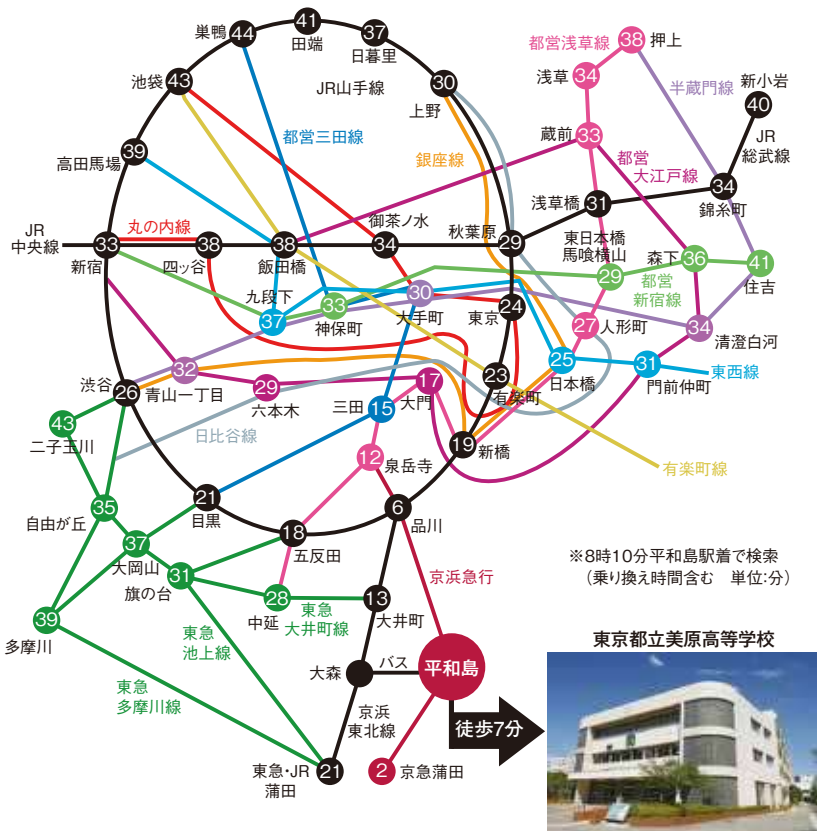 巣鴨
44
41
田端
37
日暮里
都営浅草線
38
押上
池袋
43
JR山手線
30
上野
浅草
34
半蔵門線
新小岩
40
JR
総武線
都営三田線
銀座線
蔵前
33
都営
大江戸線
高田馬場
39
34
錦糸町
浅草橋
31
JR
中央線
丸の内線
33
新宿
38
四ッ谷
38
飯田橋
御茶ノ水
34
秋葉原
29
東日本橋
馬喰横山
29
森下
36
41
住吉
都営
新宿線
九段下
37
33
神保町
30
大手町
東京
24
27
人形町
34
清澄白河
渋谷
26
32
青山一丁目
29
六本木
17
大門
23
有楽町
25
日本橋
31
門前仲町
東西線
三田
15
43
二子玉川
日比谷線
19
新橋
12
泉岳寺
有楽町線
35
自由が丘
21
目黒
6
品川
37
大岡山
18
五反田
31
旗の台
28
中延
13
大井町
京浜急行
※8時10分平和島駅着で検索
(乗り換え時間含む 単位:分)
39
多摩川
東急
大井町線
東急
池上線
東急
多摩川線
大森
バス
平和島
東京都立美原高等学校
京浜
東北線
徒歩7分
東急・JR
蒲田
21
2
京急蒲田